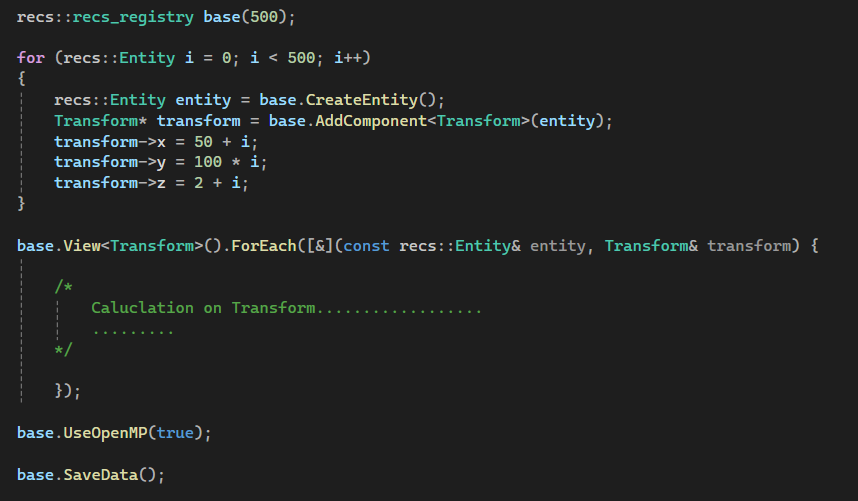 recs::recs_registry base(500);
for (recs::Entity i = 0; i < 500; i++)
{
recs::Entity entity = base.CreateEntity();
Transform* transform = base.AddComponent<Transform>(entity);
transform->x = 50 + i;
transform->y = 100 * i;
transform->z = 2 + i;
}
base.View<Transform>().ForEach([&](const recs::Entity& entity, Transform& transform) {
/*
Caluclation on Transform..................
.........
*/
});
base.UseOpenMP(true);
base.SaveData();